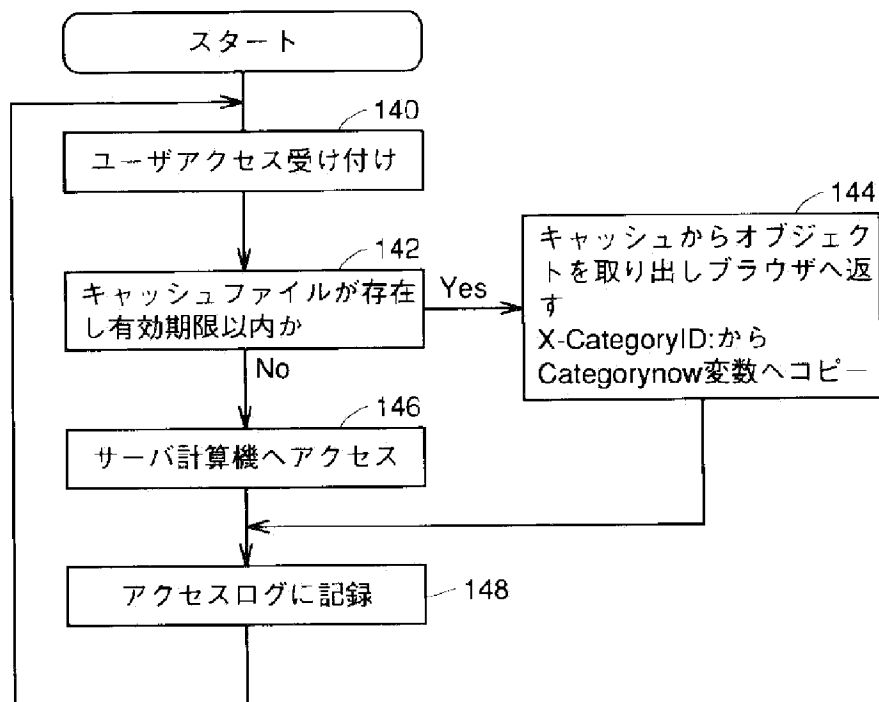 スタート
140
ユーザアクセス受け付け
142
キャッシュファイルが存在
し有効期限以内か
Yes
144
キャッシュからオブジェク
トを取り出しブラウザへ返
す
X-CategoryID:から
Categorynow変数へコピー
No
146
サーバ計算機へアクセス
アクセスログに記録
148